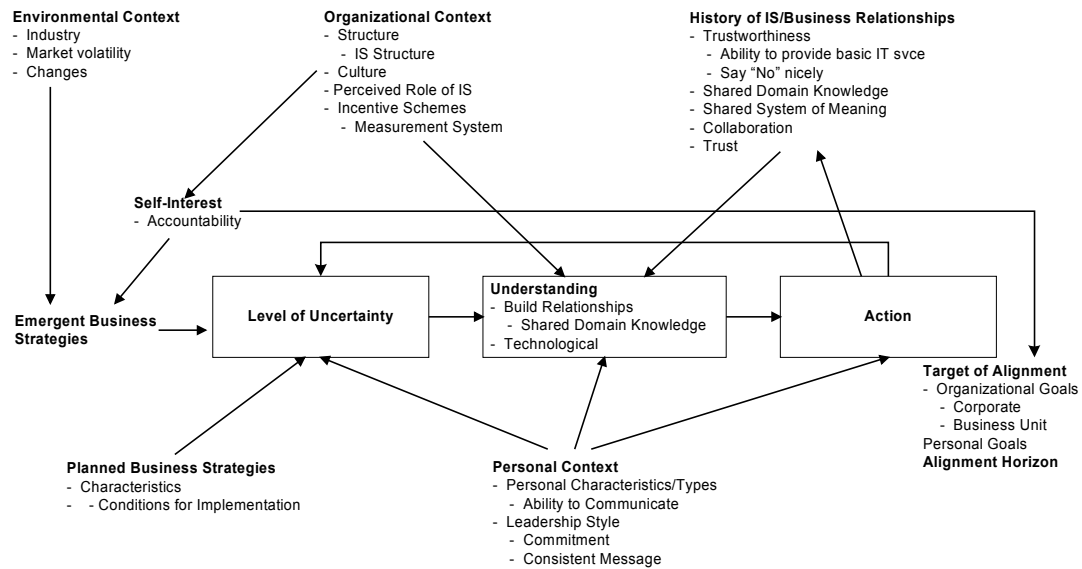 Environmental Context
- Industry
- Market volatility
- Changes
Organizational Context
- Structure
- IS Structure
- Culture
- Perceived Role of IS
- Incentive Schemes
- Measurement System
History of IS/Business Relationships
- Trustworthiness
- Ability to provide basic IT svce
- Say “No” nicely
- Shared Domain Knowledge
- Shared System of Meaning
- Collaboration
- Trust
Self-Interest
- Accountability
Emergent Business
Strategies
Level of Uncertainty
Understanding
- Build Relationships
- Shared Domain Knowledge
- Technological
Action
Target of Alignment
- Organizational Goals
- Corporate
- Business Unit
Personal Goals
Alignment Horizon
Planned Business Strategies
- Characteristics
- - Conditions for Implementation
Personal Context
- Personal Characteristics/Types
- Ability to Communicate
- Leadership Style
- Commitment
- Consistent Message